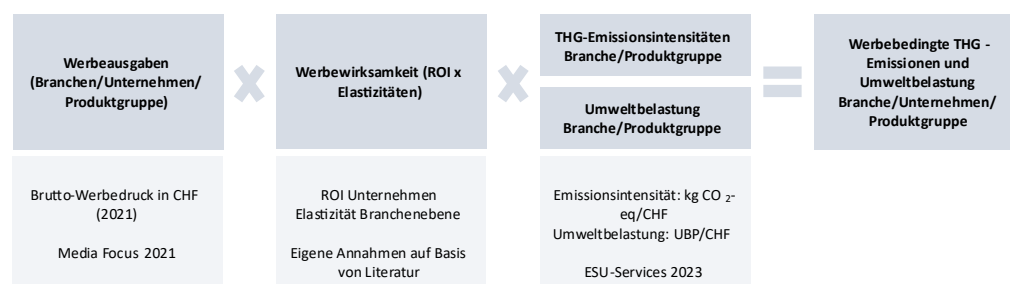 Werbeausgaben
(Branchen/Unternehmen/
Produktgruppe)
Brutto-Werbedruck in CHF
(2021)
Media Focus 2021
Werbewirksamkeit (ROI x
Elastizitäten)
ROI Unternehmen
Elastizität Branchenebene
Eigene Annahmen auf Basis
von Literatur
THG-Emissionsintensitäten
Branche/Produktgruppe
Umweltbelastung
Branche/Produktgruppe
Emissionsintensität: kg CO ₂-
eq/CHF
Umweltbelastung: UBP/CHF
ESU-Services 2023
Werbebedingte THG -
Emissionen und
Umweltbelastung
Branche/Unternehmen/
Produktgruppe